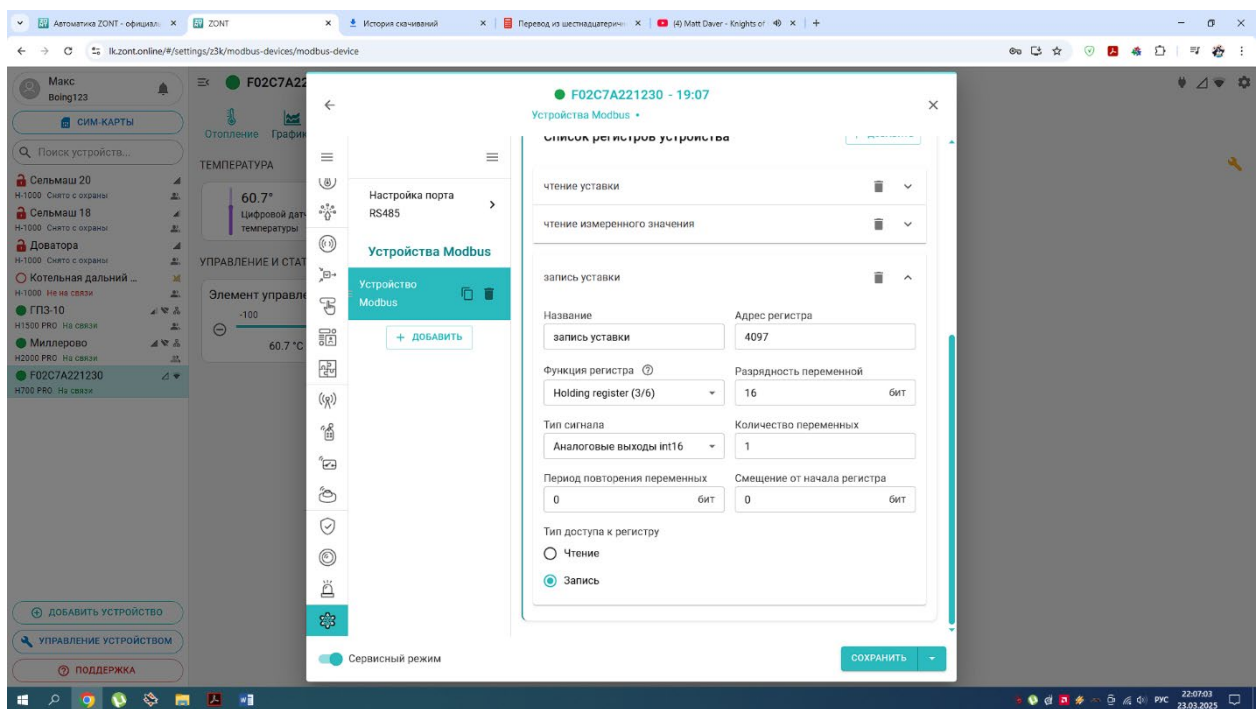 Автоматика ZONT - официал
ZONT
История скачиваний
Перевод из шестнадцатерич
(4) Matt Daver - Knights of
lk.zont.online/#/settings/z3k/modbus-devices/modbus-device
Макс
Boing123
СИМ-КАРТЫ
Поиск устройств...
Сельмаш 20
H-1000 Снято с охраны
Сельмаш 18
H-1000 Снято с охраны
Доватора
H-1000 Снято с охраны
Котельная дальний ...
H-1000 Не на связи
ГПЗ-10
H1500 PRO На связи
Миллерово
H2000 PRO На связи
F02C7A221230
H700 PRO На связи
ДОБАВИТЬ УСТРОЙСТВО
УПРАВЛЕНИЕ УСТРОЙСТВОМ
ПОДДЕРЖКА
F02C7A22
Отопление
График
ТЕМПЕРАТУРА
60.7°
Цифровой дат
температуры
УПРАВЛЕНИЕ И СТАТ
Элемент управле
-100
60.7 °C
F02C7A221230 - 19:07
Устройства Modbus •
Настройка порта
RS485
Устройства Modbus
Устройство
Modbus
+ ДОБАВИТЬ
Список регистров устройства
+ ДОБАВИТЬ
чтение уставки
чтение измеренного значения
запись уставки
Название
Адрес регистра
запись уставки
4097
Функция регистра
Разрядность переменной
Holding register (3/6)
16 бит
Тип сигнала
Количество переменных
Аналоговые выходы int16
1
Период повторения переменных
Смещение от начала регистра
0 бит
0 бит
Тип доступа к регистру
Чтение
Запись
Сервисный режим
СОХРАНИТЬ
РУС
22:07:03
23.03.2025